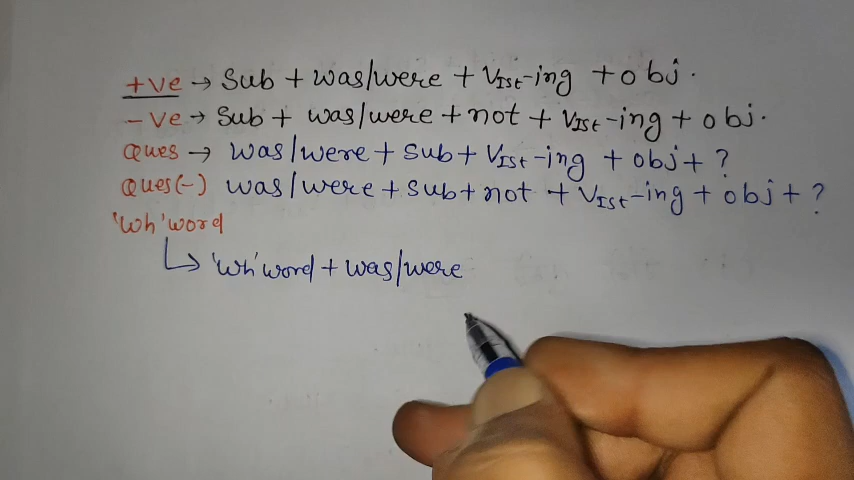 +ve → Sub + was/were + V1st-ing + obj.
-ve → Sub + was/were + not + V1st-ing + obj.
Ques → was/were + sub + V1st-ing + obj + ?
Ques(-) was/were + sub + not + V1st-ing + obj + ?
'Wh' word
↳ 'Wh' word + was/were